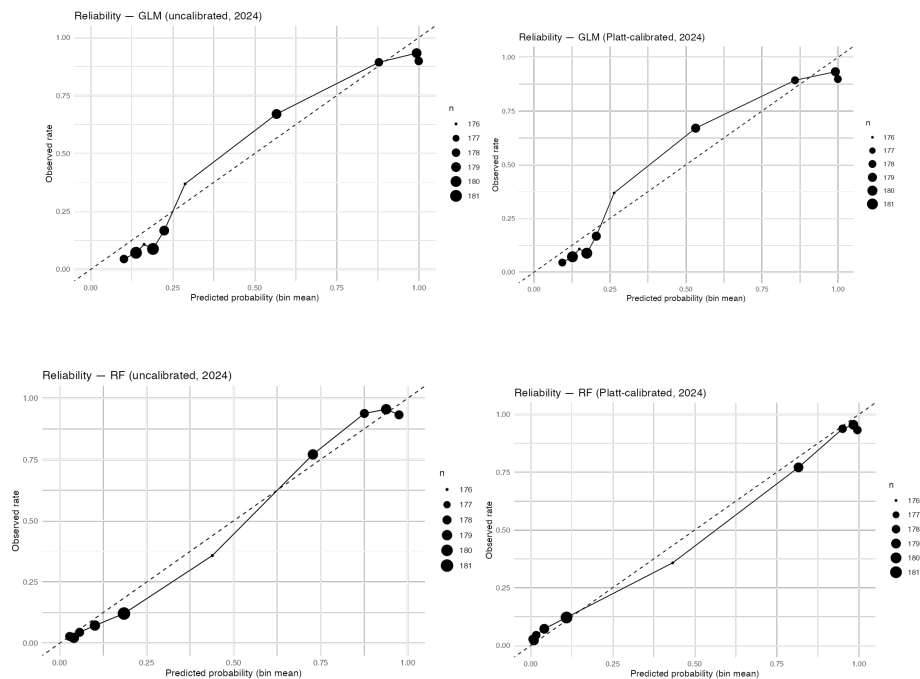 Reliability — GLM (uncalibrated, 2024)
1.00
0.75
0.50
0.25
0.00
Observed rate
0.00 0.25 0.50 0.75 1.00
Predicted probability (bin mean)
n
176
177
178
179
180
181
Reliability — GLM (Platt-calibrated, 2024)
1.00
0.75
0.50
0.25
0.00
Observed rate
0.00 0.25 0.50 0.75 1.00
Predicted probability (bin mean)
n
176
177
178
179
180
181
Reliability — RF (uncalibrated, 2024)
1.00
0.75
0.50
0.25
0.00
Observed rate
0.00 0.25 0.50 0.75 1.00
Predicted probability (bin mean)
n
176
177
178
179
180
181
Reliability — RF (Platt-calibrated, 2024)
1.00
0.75
0.50
0.25
0.00
Observed rate
0.00 0.25 0.50 0.75 1.00
Predicted probability (bin mean)
n
176
177
178
179
180
181